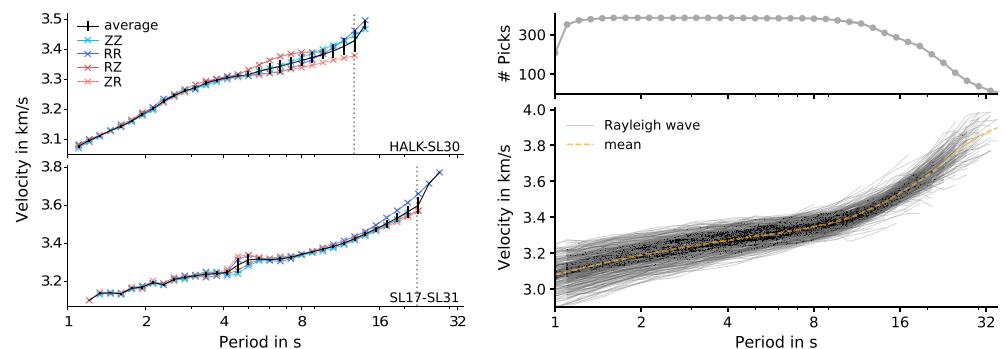 3.5
3.4
3.3
3.2
3.1
average
ZZ
RR
RZ
ZR
HALK-SL30
Velocity in km/s
3.8
3.6
3.4
3.2
SL17-SL31
1 2 4 8 16 32
Period in s
# Picks
300
100
4.0
3.8
3.6
3.4
3.2
3.0
Velocity in km/s
Rayleigh wave
mean
1 2 4 8 16 32
Period in s